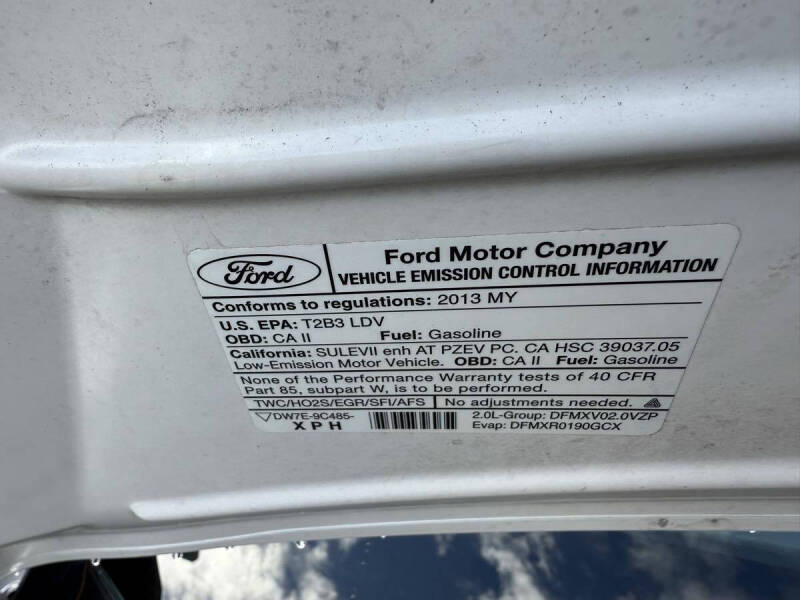 Ford
Ford Motor Company
VEHICLE EMISSION CONTROL INFORMATION
Conforms to regulations: 2013 MY
U.S. EPA: T2B3 LDV
OBD: CA II Fuel: Gasoline
California: SULEVII enh AT PZEV PC. CA HSC 39037.05
Low-Emission Motor Vehicle. OBD: CA II Fuel: Gasoline
None of the Performance Warranty tests of 40 CFR
Part 85, subpart W, is to be performed.
TWC/HO2S/EGR/SFI/AFS No adjustments needed.
DW7E-9C485-
XPH
2.0L-Group: DFMXV02.0VZP
Evap: DFMXR0190GCX